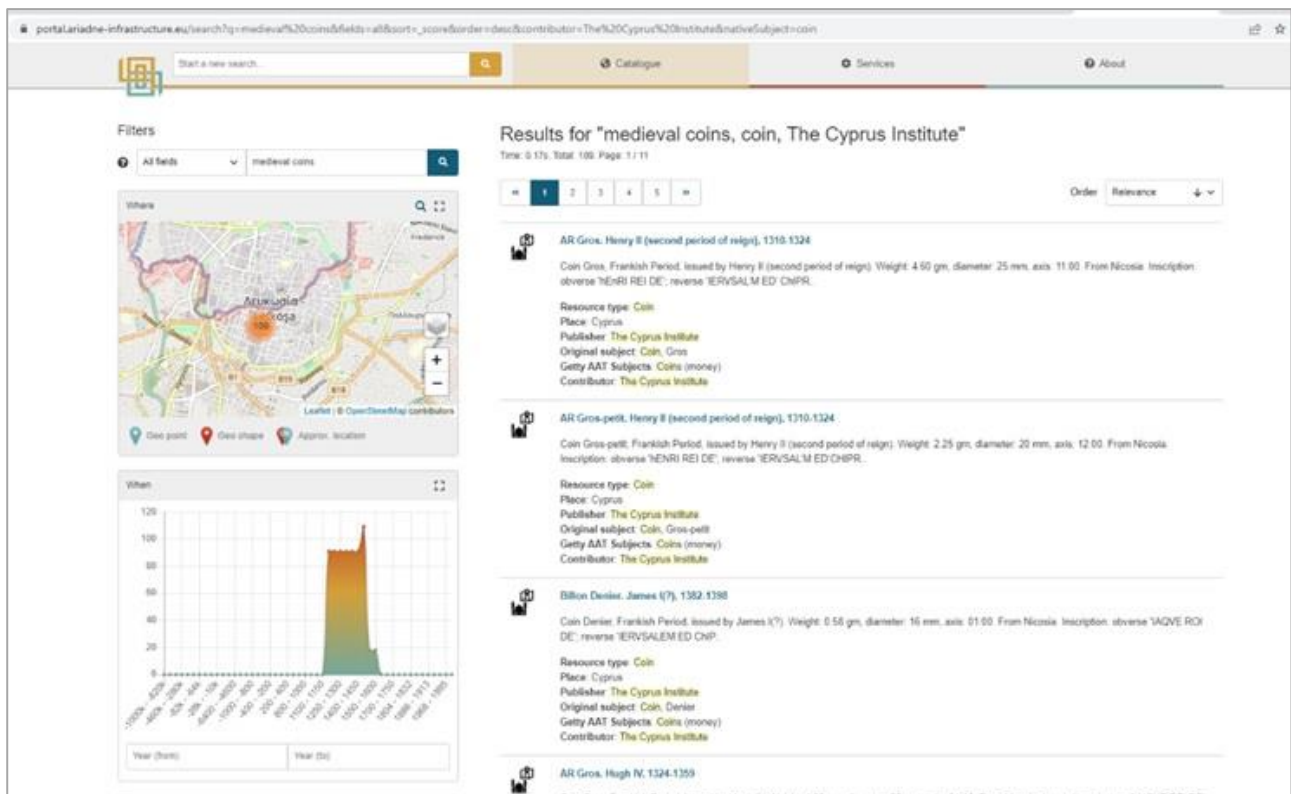 portal.ariadne-infrastructure.eu/search?q=medieval%20coins&fields=all&sort=_score&order=desc&contributor=The%20Cyprus%20Institute&nativeSubject=coin
Start a new search...
Catalogue
Services
About
Filters
All fields
medieval coins
Where
Λευκωσία
Leaflet | © OpenStreetMap contributors
Geo point
Geo shape
Approx. location
When
120
100
80
60
40
20
0
Year (from)
Year (to)
Results for "medieval coins, coin, The Cyprus Institute"
Time: 0.17s. Total: 109. Page: 1 / 11
« 1 2 3 4 5 »
Order Relevance
AR Gros. Henry II (second period of reign), 1310-1324
Coin Gros, Frankish Period, issued by Henry II (second period of reign). Weight: 4.60 gm, diameter: 25 mm, axis: 11:00. From Nicosia. Inscription:
obverse 'hEnRI REI DE'; reverse 'IERVSAL'M ED' ChIPR.
Resource type: Coin
Place: Cyprus
Publisher: The Cyprus Institute
Original subject: Coin, Gros
Getty AAT Subjects: Coins (money)
Contributor: The Cyprus Institute
AR Gros-petit. Henry II (second period of reign), 1310-1324
Coin Gros-petit, Frankish Period, issued by Henry II (second period of reign). Weight: 2.25 gm, diameter: 20 mm, axis: 12:00. From Nicosia.
Inscription: obverse 'hENRI REI DE'; reverse 'IERVSAL'M ED'CHIPR..
Resource type: Coin
Place: Cyprus
Publisher: The Cyprus Institute
Original subject: Coin, Gros-petit
Getty AAT Subjects: Coins (money)
Contributor: The Cyprus Institute
Billon Denier. James I(?), 1382-1398
Coin Denier, Frankish Period, issued by James I(?). Weight: 0.58 gm, diameter: 16 mm, axis: 01:00. From Nicosia. Inscription: obverse 'IAQVE ROI
DE'; reverse 'IERVSALEM ED ChIP.
Resource type: Coin
Place: Cyprus
Publisher: The Cyprus Institute
Original subject: Coin, Denier
Getty AAT Subjects: Coins (money)
Contributor: The Cyprus Institute
AR Gros. Hugh IV, 1324-1359